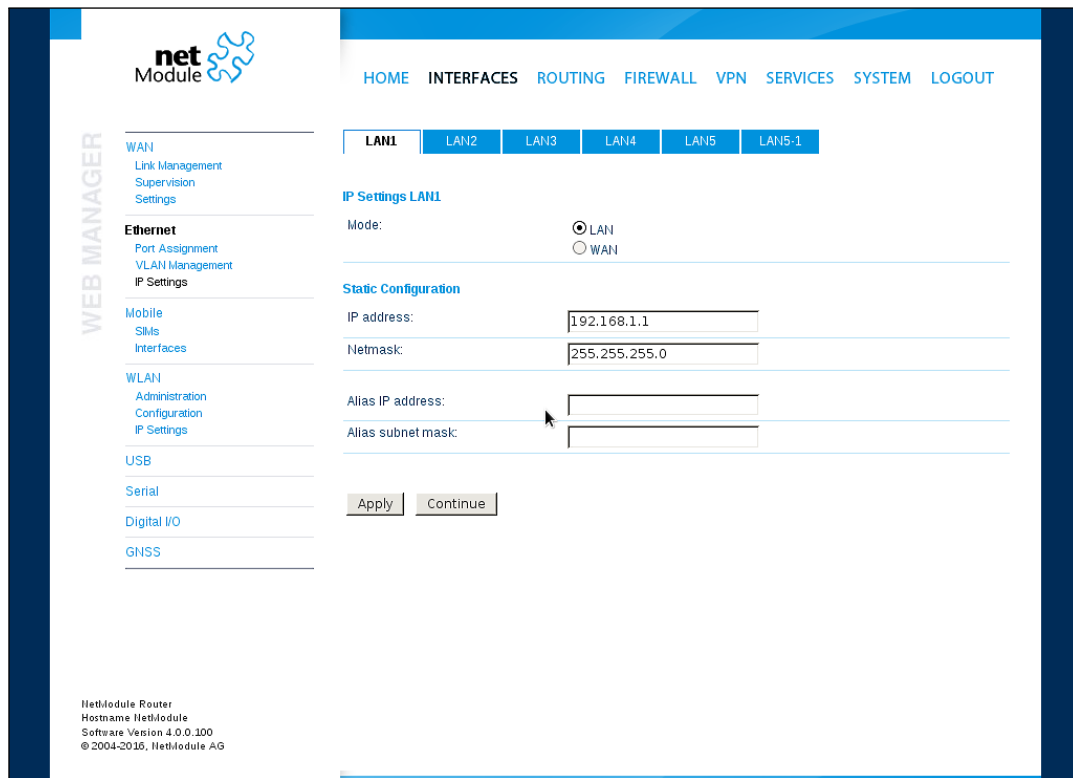 net
Module
HOME INTERFACES ROUTING FIREWALL VPN SERVICES SYSTEM LOGOUT
WEB MANAGER
WAN
Link Management
Supervision
Settings
Ethernet
Port Assignment
VLAN Management
IP Settings
Mobile
SIMs
Interfaces
WLAN
Administration
Configuration
IP Settings
USB
Serial
Digital I/O
GNSS
LAN1 LAN2 LAN3 LAN4 LAN5 LAN5-1
IP Settings LAN1
Mode:
LAN
WAN
Static Configuration
IP address: 192.168.1.1
Netmask: 255.255.255.0
Alias IP address:
Alias subnet mask:
Apply Continue
NetModule Router
Hostname NetModule
Software Version 4.0.0.100
© 2004-2016, NetModule AG